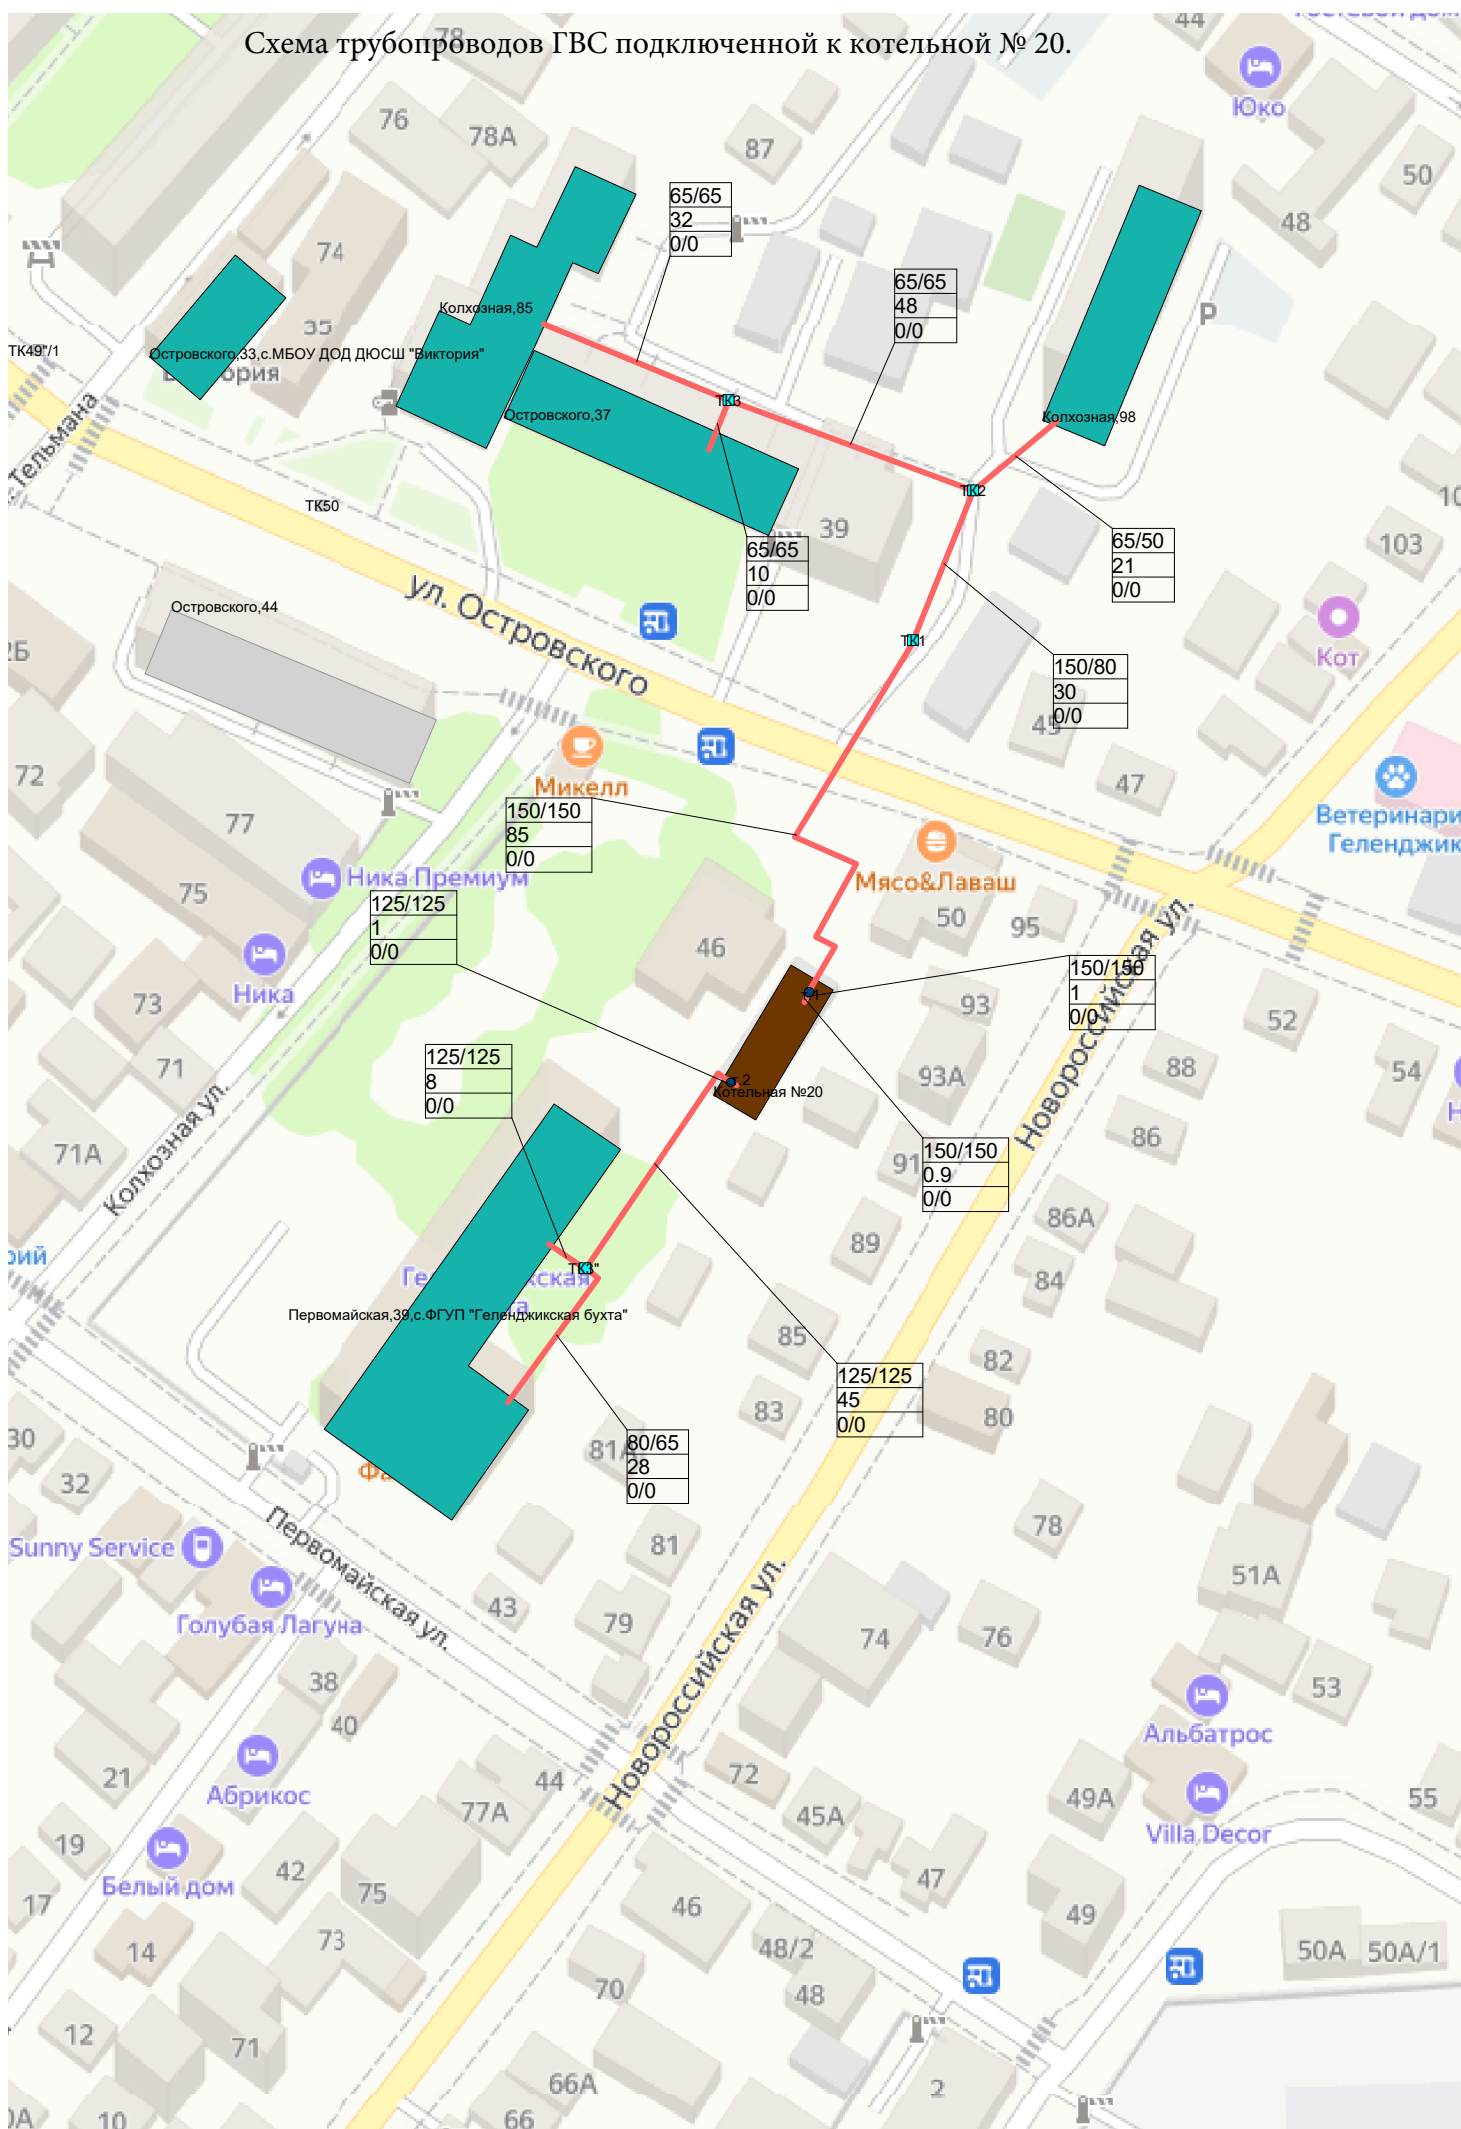 Схема трубопроводов ГВС подключенной к котельной № 20.
78
44
Юко
76
78А
87
50
48
65/65
32
0/0
74
65/65
48
0/0
Колхозная,85
P
35
ТК49"/1
Островского,33,с.МБОУ ДОД ДЮСШ "Виктория"
ТК3
Островского,37
Колхозная,98
Тельмана
ТК50
ТК2
39
103
65/65
10
0/0
65/50
21
0/0
ул. Островского
Островского,44
ТК1
Кот
150/80
30
0/0
45
72
Микелл
47
Ветеринари
Геленджик
77
150/150
85
0/0
Ника Премиум
75
Мясо&Лаваш
50
95
125/125
1
0/0
46
Ника
73
93
150/150
1
0/0
52
Новороссийская ул.
71
125/125
8
0/0
93А
88
54
Котельная №20
Колхозная ул.
71А
86
91
150/150
0.9
0/0
86А
89
ТК3"
84
Первомайская,39,с.ФГУП "Геленджикская бухта"
85
82
125/125
45
0/0
83
80
30
32
81А
80/65
28
0/0
Первомайская ул.
78
Sunny Service
81
51А
Голубая Лагуна
43
79
74
76
38
53
40
Новороссийская ул.
Альбатрос
21
Абрикос
44
72
77А
45А
49А
55
Villa Decor
19
42
Белый дом
75
47
17
46
49
14
73
48/2
50А
50А/1
70
48
12
71
66А
2
10
66